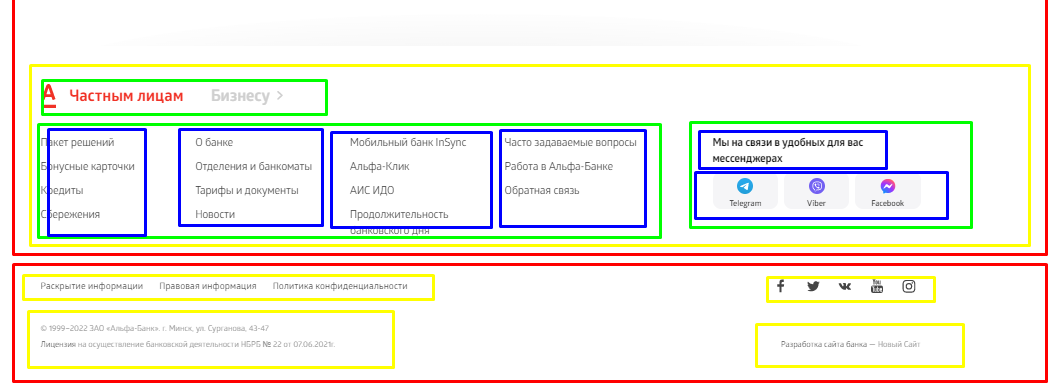 А Частным лицам Бизнесу >
Пакет решений
Бонусные карточки
Кредиты
Сбережения
О банке
Отделения и банкоматы
Тарифы и документы
Новости
Мобильный банк InSync
Альфа-Клик
АИС ИДО
Продолжительность
банковского дня
Часто задаваемые вопросы
Работа в Альфа-Банке
Обратная связь
Мы на связи в удобных для вас
мессенджерах
Telegram Viber Facebook
Раскрытие информации Правовая информация Политика конфиденциальности
You Tube
© 1999–2022 ЗАО «Альфа-Банк». г. Минск, ул. Сурганова, 43-47
Лицензия на осуществление банковской деятельности НБРБ № 22 от 07.06.2021г.
Разработка сайта банка — Новый Сайт